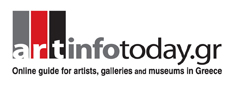 artinfotoday.gr
Online guide for artists, galleries and museums in Greece